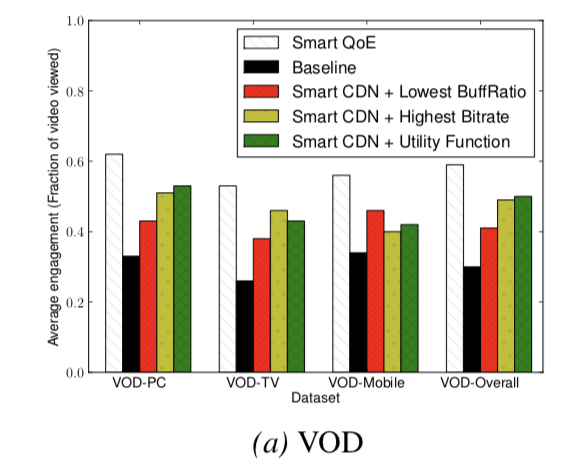 1.0
0.8
0.6
0.4
0.2
0.0
Average engagement (Fraction of video viewed)
Smart QoE
Baseline
Smart CDN + Lowest BuffRatio
Smart CDN + Highest Bitrate
Smart CDN + Utility Function
VOD-PC VOD-TV VOD-Mobile VOD-Overall
Dataset
(a) VOD